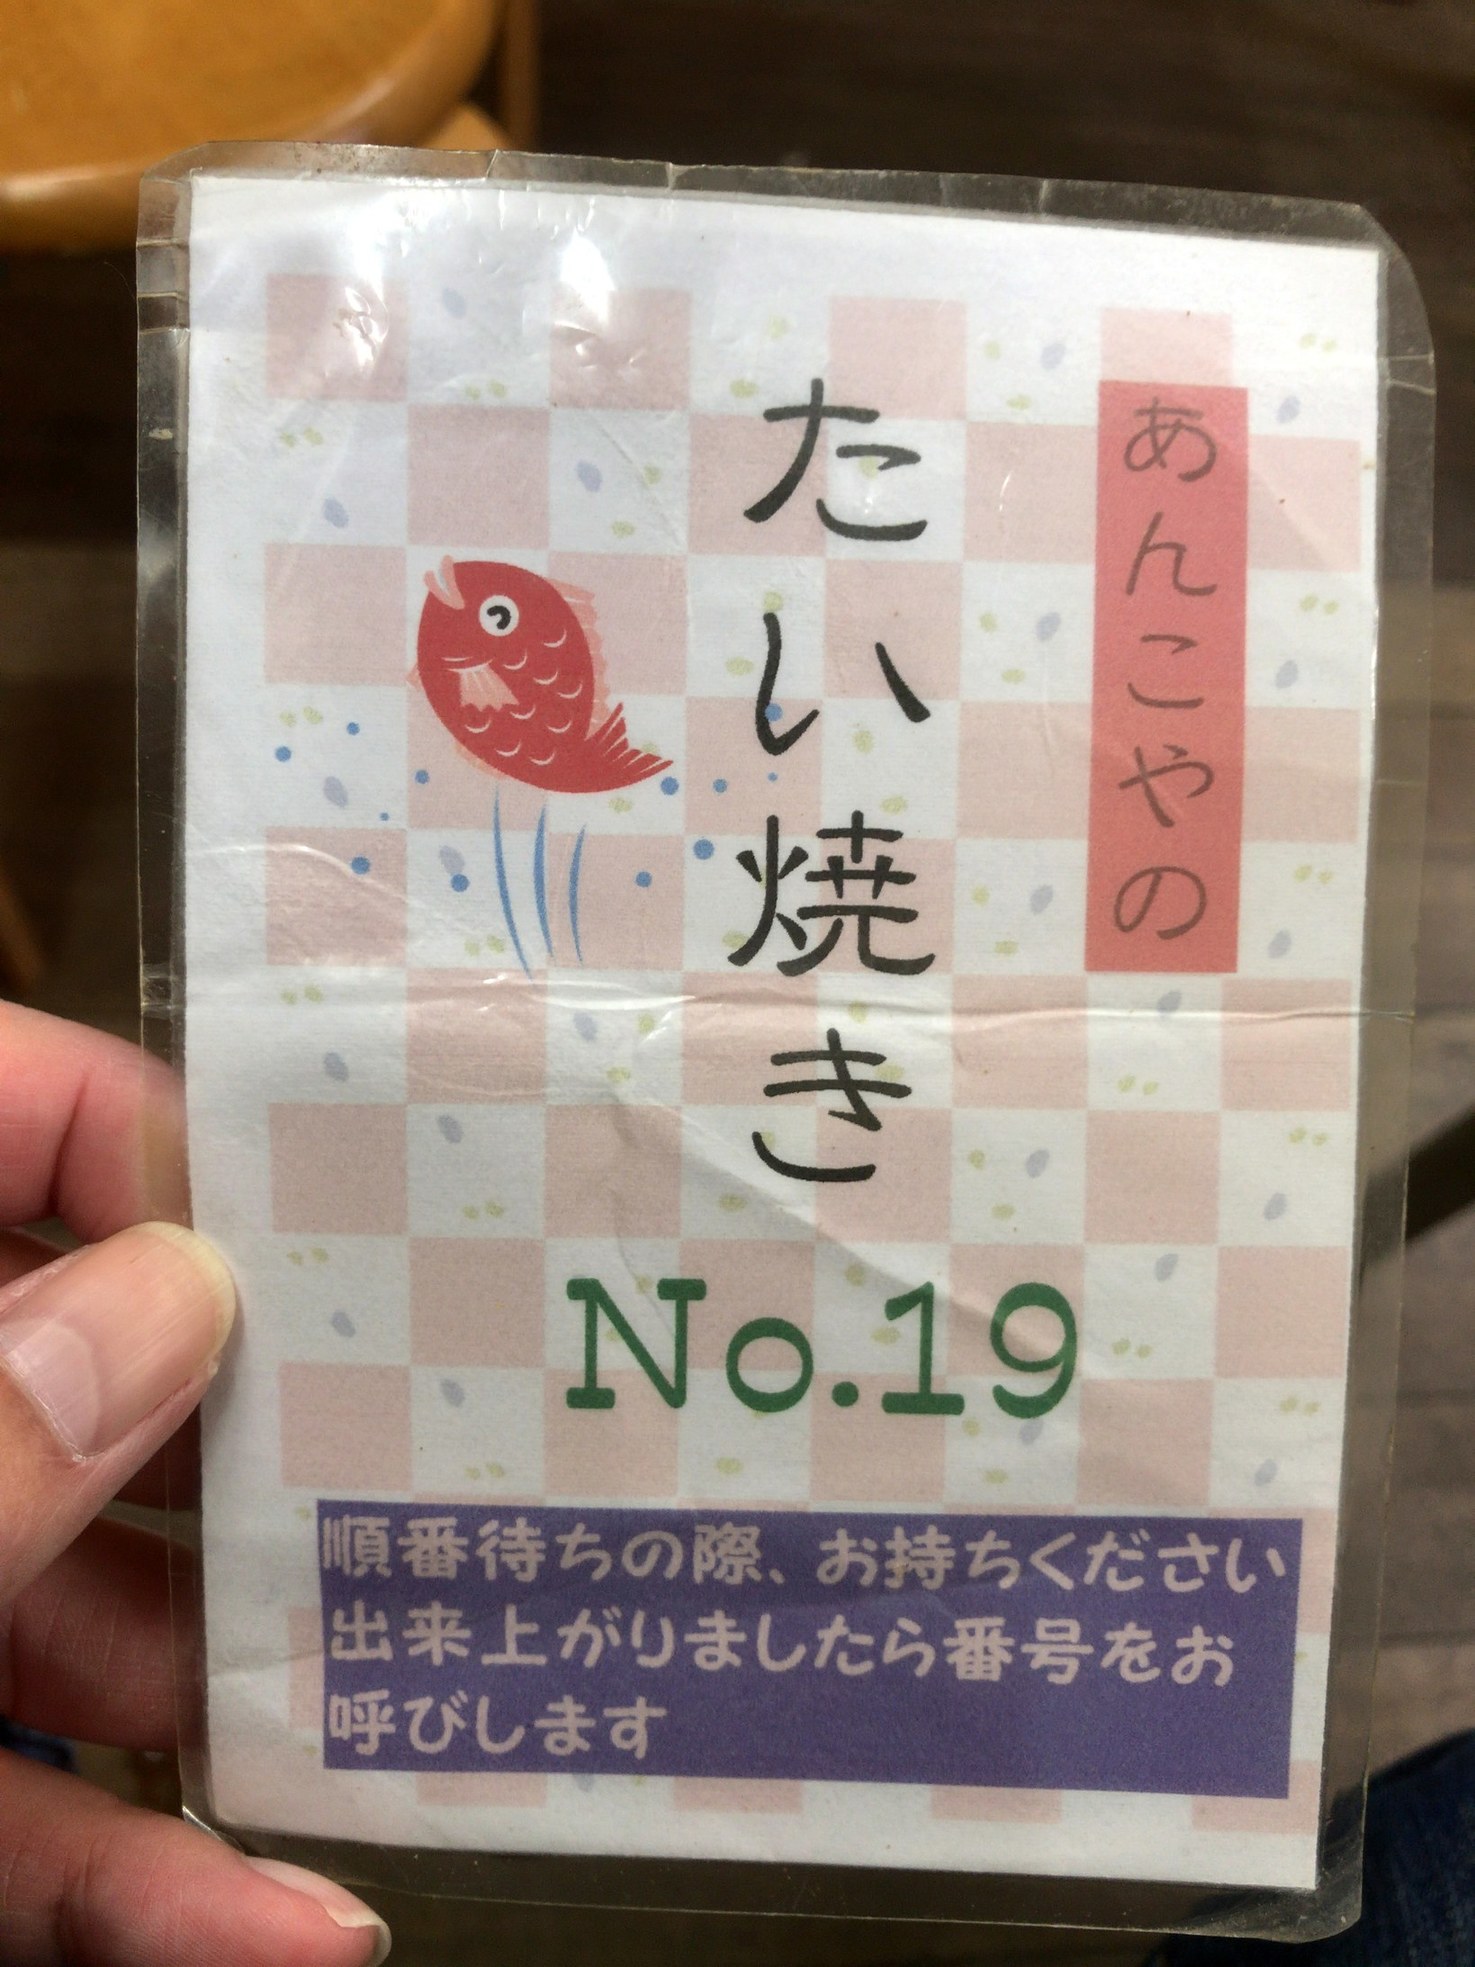 あんこやの
たい焼き
No.19
順番待ちの際、お持ちください
出来上がりましたら番号をお
呼びします